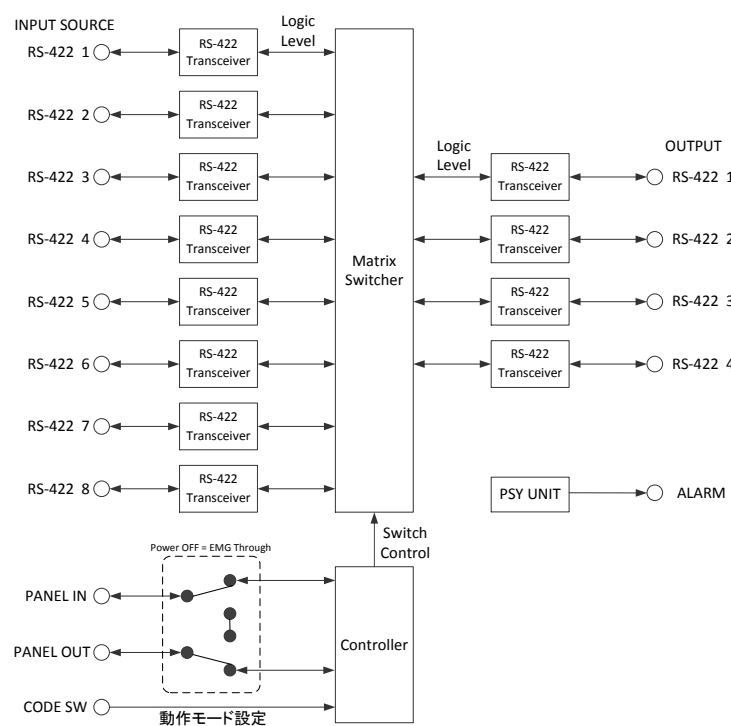 INPUT SOURCE
Logic
Level
RS-422 1
RS-422
Transceiver
RS-422 2
RS-422
Transceiver
RS-422 3
RS-422
Transceiver
RS-422 4
RS-422
Transceiver
RS-422 5
RS-422
Transceiver
RS-422 6
RS-422
Transceiver
RS-422 7
RS-422
Transceiver
RS-422 8
RS-422
Transceiver
Matrix
Switcher
Logic
Level
OUTPUT
RS-422
Transceiver
RS-422 1
RS-422
Transceiver
RS-422 2
RS-422
Transceiver
RS-422 3
RS-422
Transceiver
RS-422 4
PSY UNIT
ALARM
Switch
Control
Power OFF = EMG Through
PANEL IN
PANEL OUT
Controller
CODE SW
動作モード設定